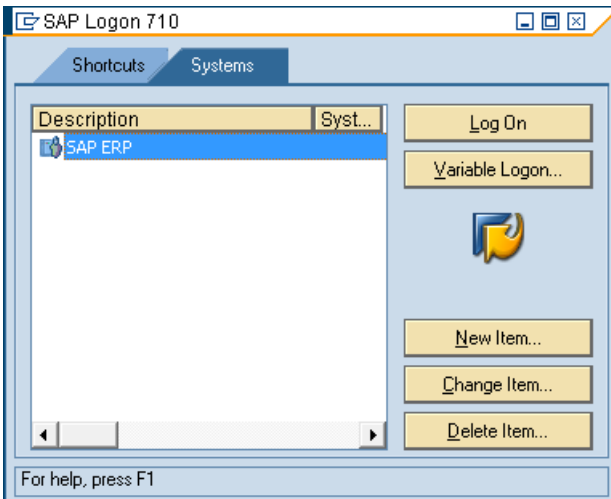 SAP Logon 710
Shortcuts Systems
Description Syst...
SAP ERP
Log On
Variable Logon...
New Item...
Change Item...
Delete Item...
For help, press F1